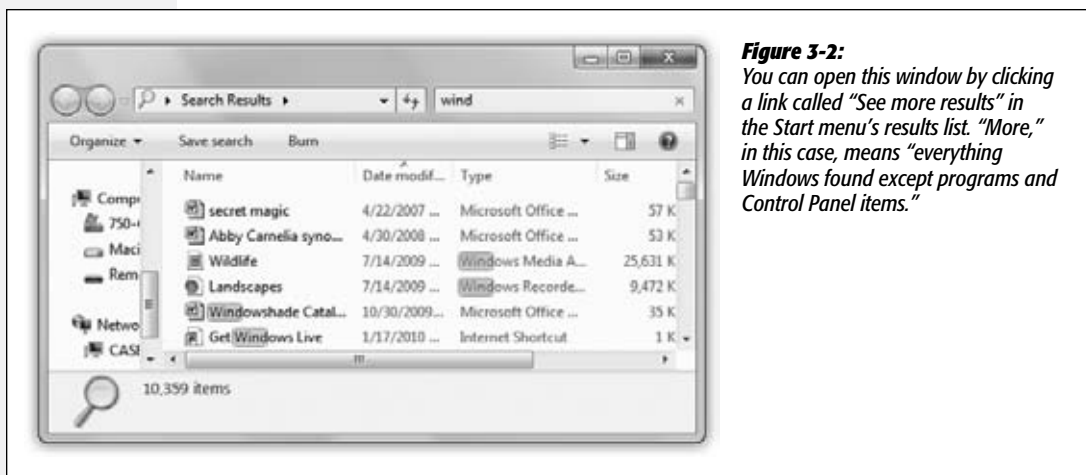 Search Results
wind
Organize
Save search
Burn
Name
Date modif...
Type
Size
secret magic
4/22/2007 ...
Microsoft Office ...
57 K
Abby Carnelia syno...
4/30/2008 ...
Microsoft Office ...
53 K
Wildlife
7/14/2009 ...
Windows Media A...
25,631 K
Landscapes
7/14/2009 ...
Windows Recorde...
9,472 K
Windowshade Catal...
10/30/2009...
Microsoft Office ...
35 K
Get Windows Live
1/17/2010 ...
Internet Shortcut
1 K
Comp
750-
Maci
Rem
Netwo
CASE
10,359 items
Figure 3-2:
You can open this window by clicking
a link called “See more results” in
the Start menu’s results list. “More,”
in this case, means “everything
Windows found except programs and
Control Panel items.”